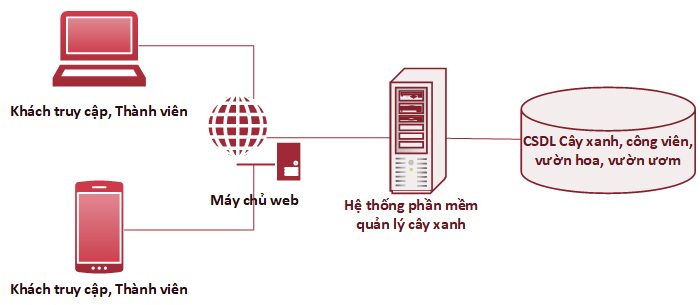 Khách truy cập, Thành viên
Máy chủ web
Khách truy cập, Thành viên
Hệ thống phần mềm
quản lý cây xanh
CSDL Cây xanh, công viên,
vườn hoa, vườn ươm